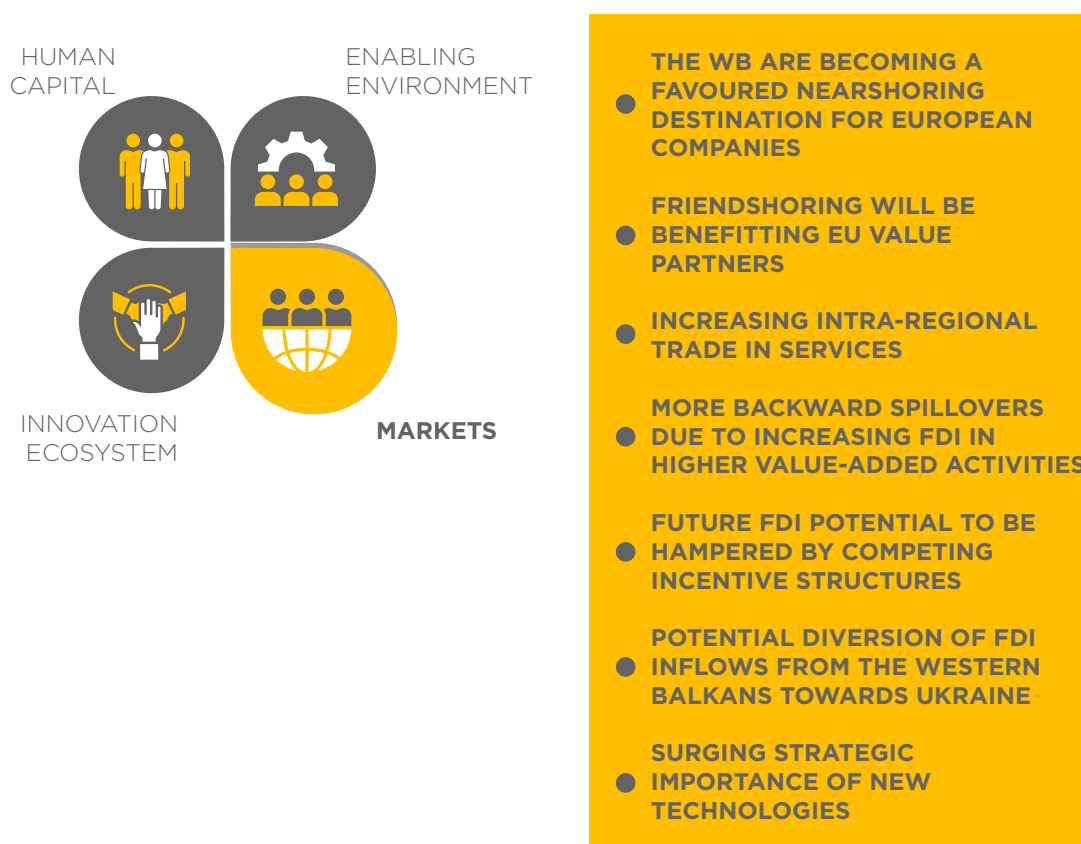 HUMAN
CAPITAL
ENABLING
ENVIRONMENT
INNOVATION
ECOSYSTEM
MARKETS
THE WB ARE BECOMING A
FAVOURED NEARSHORING
DESTINATION FOR EUROPEAN
COMPANIES
FRIENDSHORING WILL BE
BENEFITTING EU VALUE
PARTNERS
INCREASING INTRA-REGIONAL
TRADE IN SERVICES
MORE BACKWARD SPILLOVERS
DUE TO INCREASING FDI IN
HIGHER VALUE-ADDED ACTIVITIES
FUTURE FDI POTENTIAL TO BE
HAMPERED BY COMPETING
INCENTIVE STRUCTURES
POTENTIAL DIVERSION OF FDI
INFLOWS FROM THE WESTERN
BALKANS TOWARDS UKRAINE
SURGING STRATEGIC
IMPORTANCE OF NEW
TECHNOLOGIES